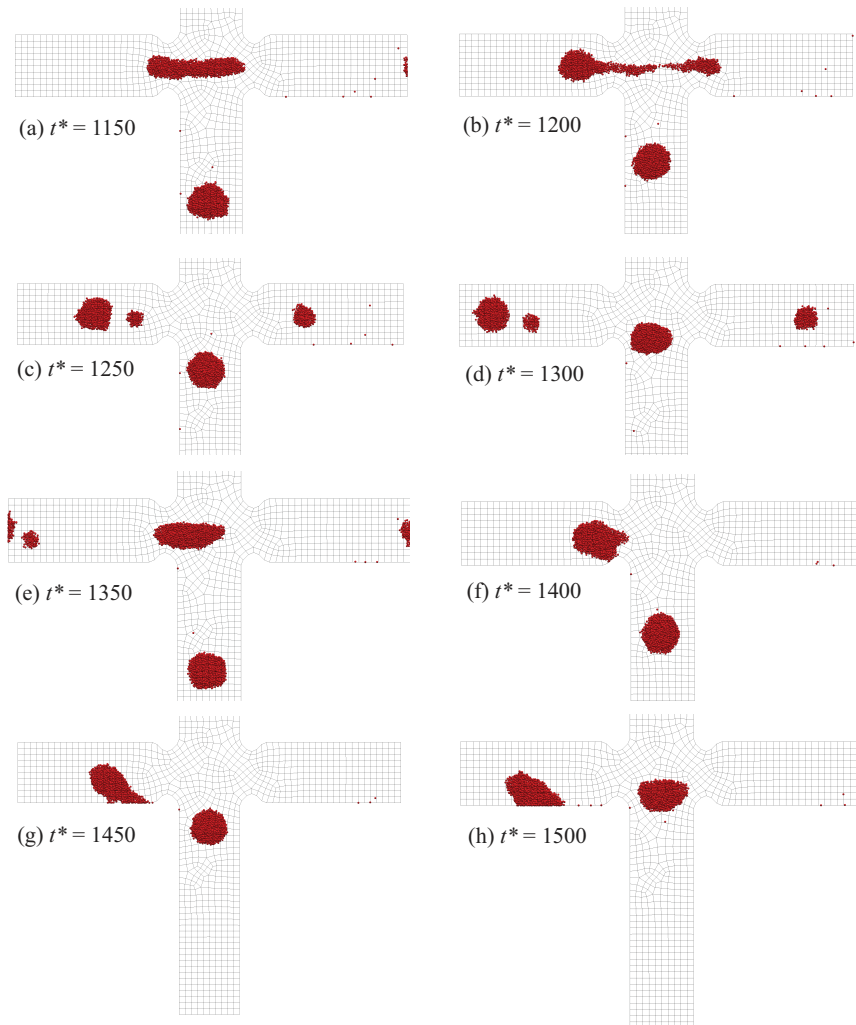 (a) t* = 1150
(b) t* = 1200
(c) t* = 1250
(d) t* = 1300
(e) t* = 1350
(f) t* = 1400
(g) t* = 1450
(h) t* = 1500